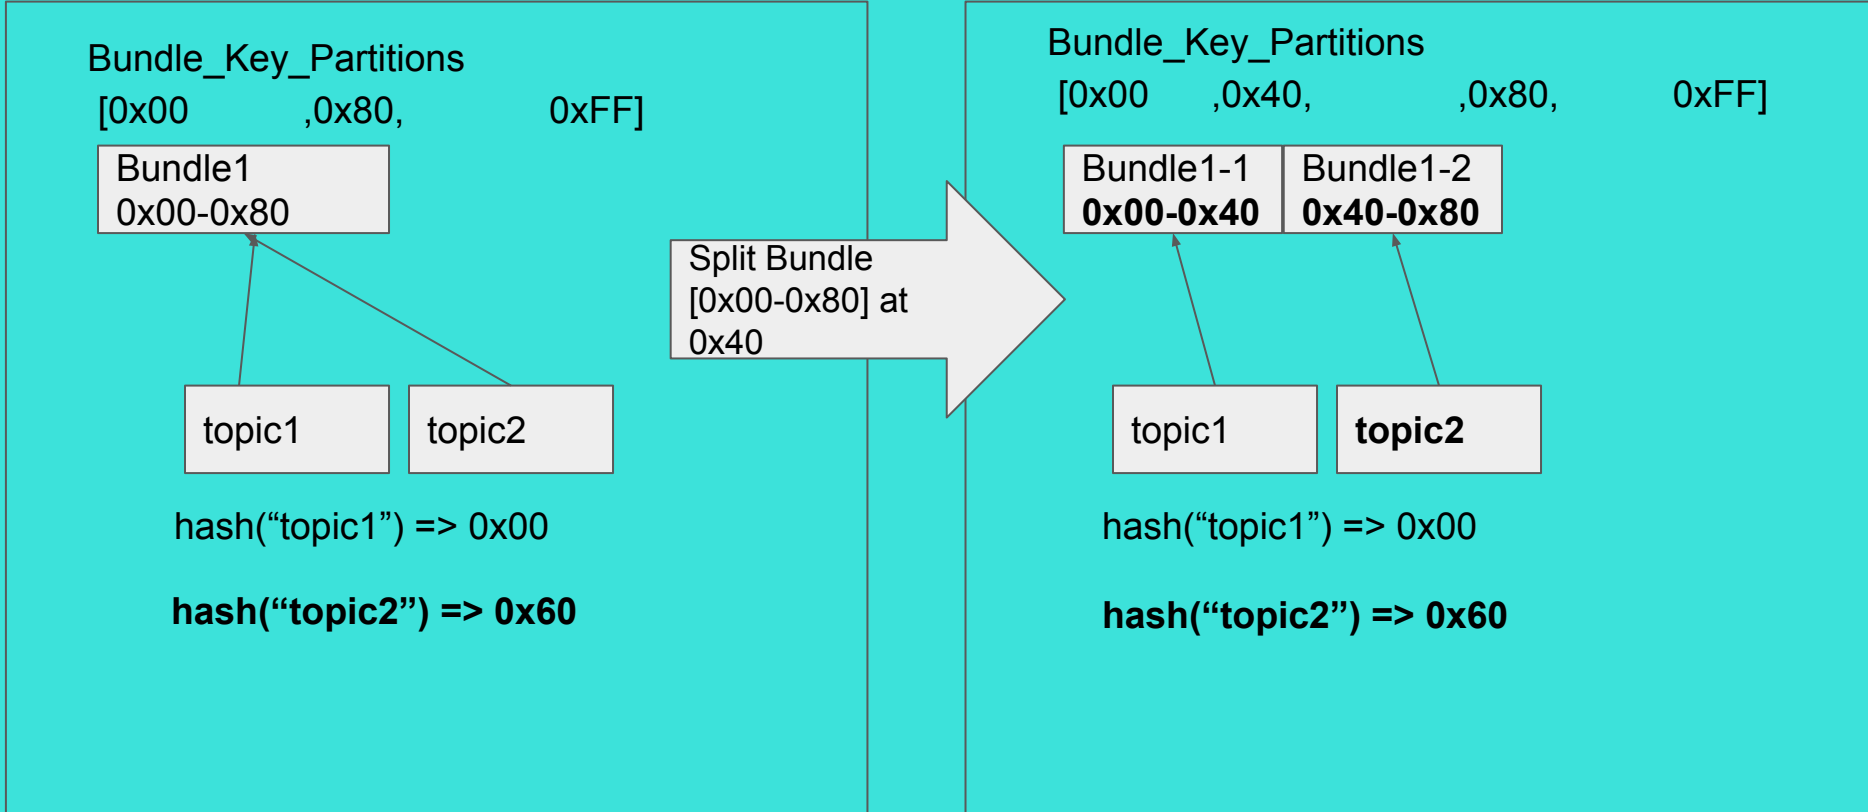 Bundle_Key_Partitions
[0x00 ,0x80, 0xFF]
Bundle1
0x00-0x80
topic1
topic2
hash(“topic1”) => 0x00
hash(“topic2”) => 0x60
Split Bundle
[0x00-0x80] at
0x40
Bundle_Key_Partitions
[0x00 ,0x40, ,0x80, 0xFF]
Bundle1-1
0x00-0x40
Bundle1-2
0x40-0x80
topic1
topic2
hash(“topic1”) => 0x00
hash(“topic2”) => 0x60